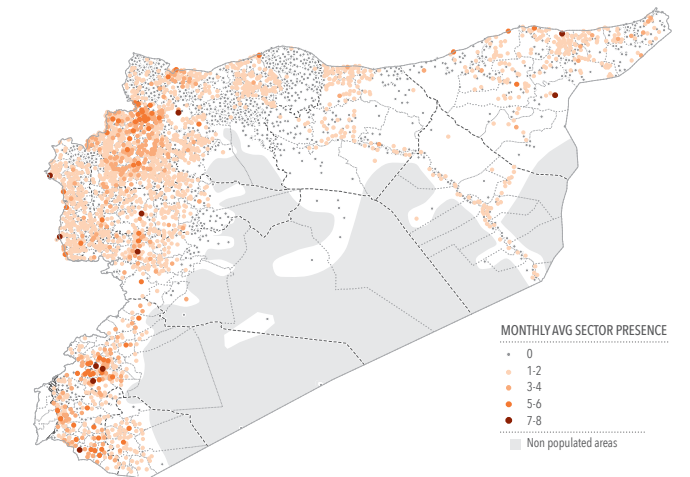 MONTHLY AVG SECTOR PRESENCE
0
1-2
3-4
5-6
7-8
Non populated areas